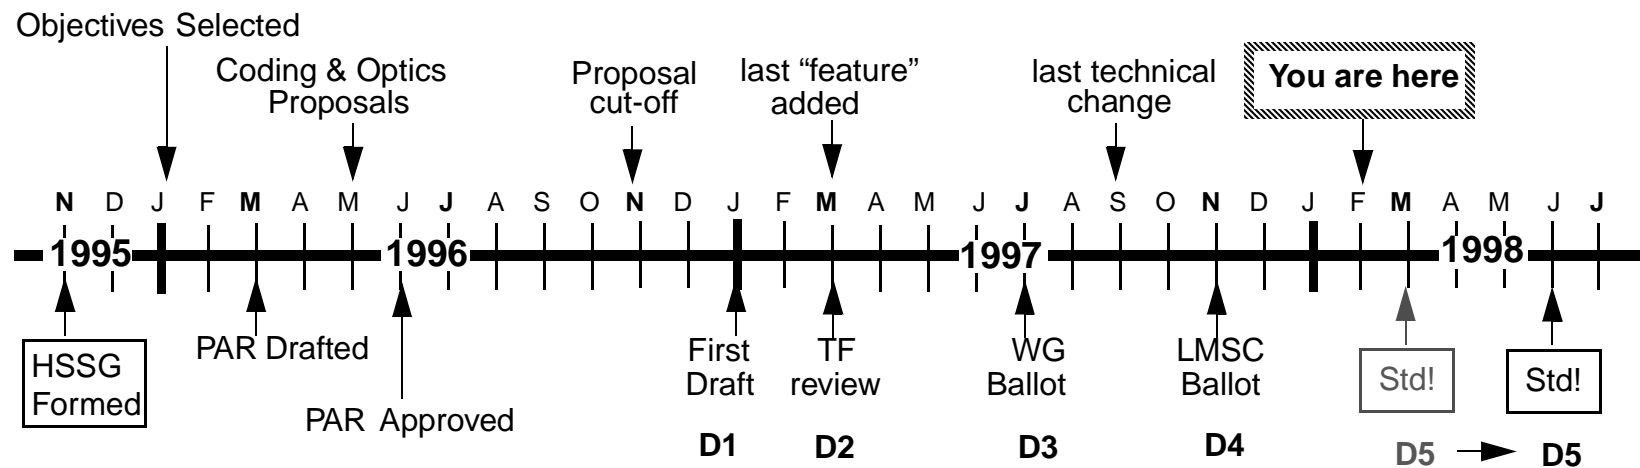 Objectives Selected
Coding & Optics
Proposals
Proposal
cut-off
last “feature”
added
last technical
change
You are here
N D J F M A M J J A S O N D J F M A M J J A S O N D J F M A M J J
1995 1996 1997 1998
HSSG
Formed
PAR Drafted
PAR Approved
First
Draft
TF
review
WG
Ballot
LMSC
Ballot
Std!
Std!
D1 D2 D3 D4 D5 D5